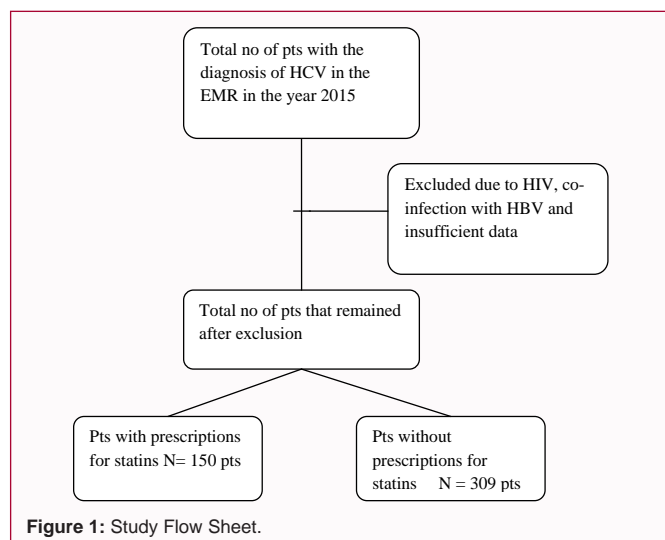 Total no of pts with the
diagnosis of HCV in the
EMR in the year 2015
Excluded due to HIV, co-
infection with HBV and
insufficient data
Total no of pts that remained
after exclusion
Pts with prescriptions
for statins N= 150 pts
Pts without
prescriptions for
statins N = 309 pts
Figure 1: Study Flow Sheet.